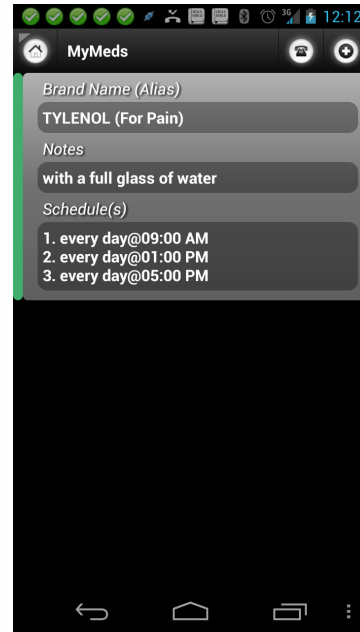 3G 12:12
MyMeds
Brand Name (Alias)
TYLENOL (For Pain)
Notes
with a full glass of water
Schedule(s)
1. every day@09:00 AM
2. every day@01:00 PM
3. every day@05:00 PM